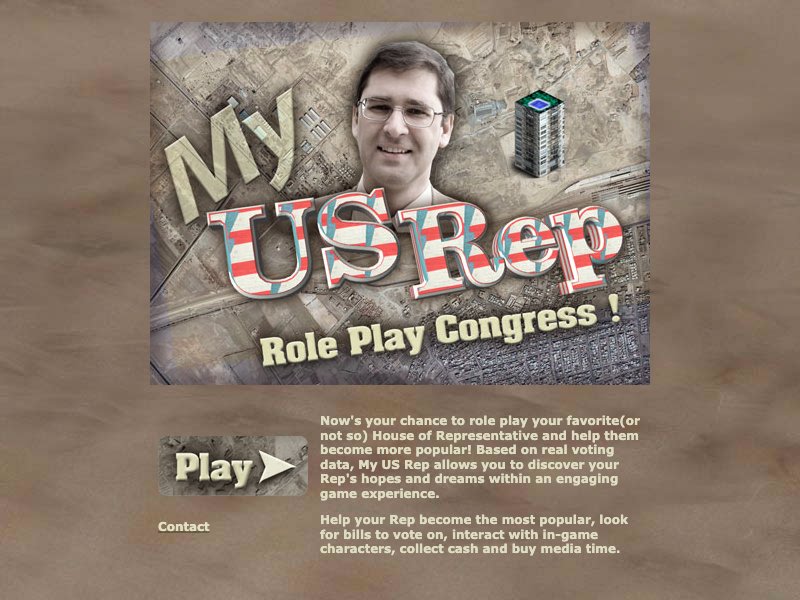 My
US Rep
Role Play Congress !
Now's your chance to role play your favorite(or
not so) House of Representative and help them
become more popular! Based on real voting
data, My US Rep allows you to discover your
Rep's hopes and dreams within an engaging
game experience.
Play
Help your Rep become the most popular, look
for bills to vote on, interact with in-game
characters, collect cash and buy media time.
Contact